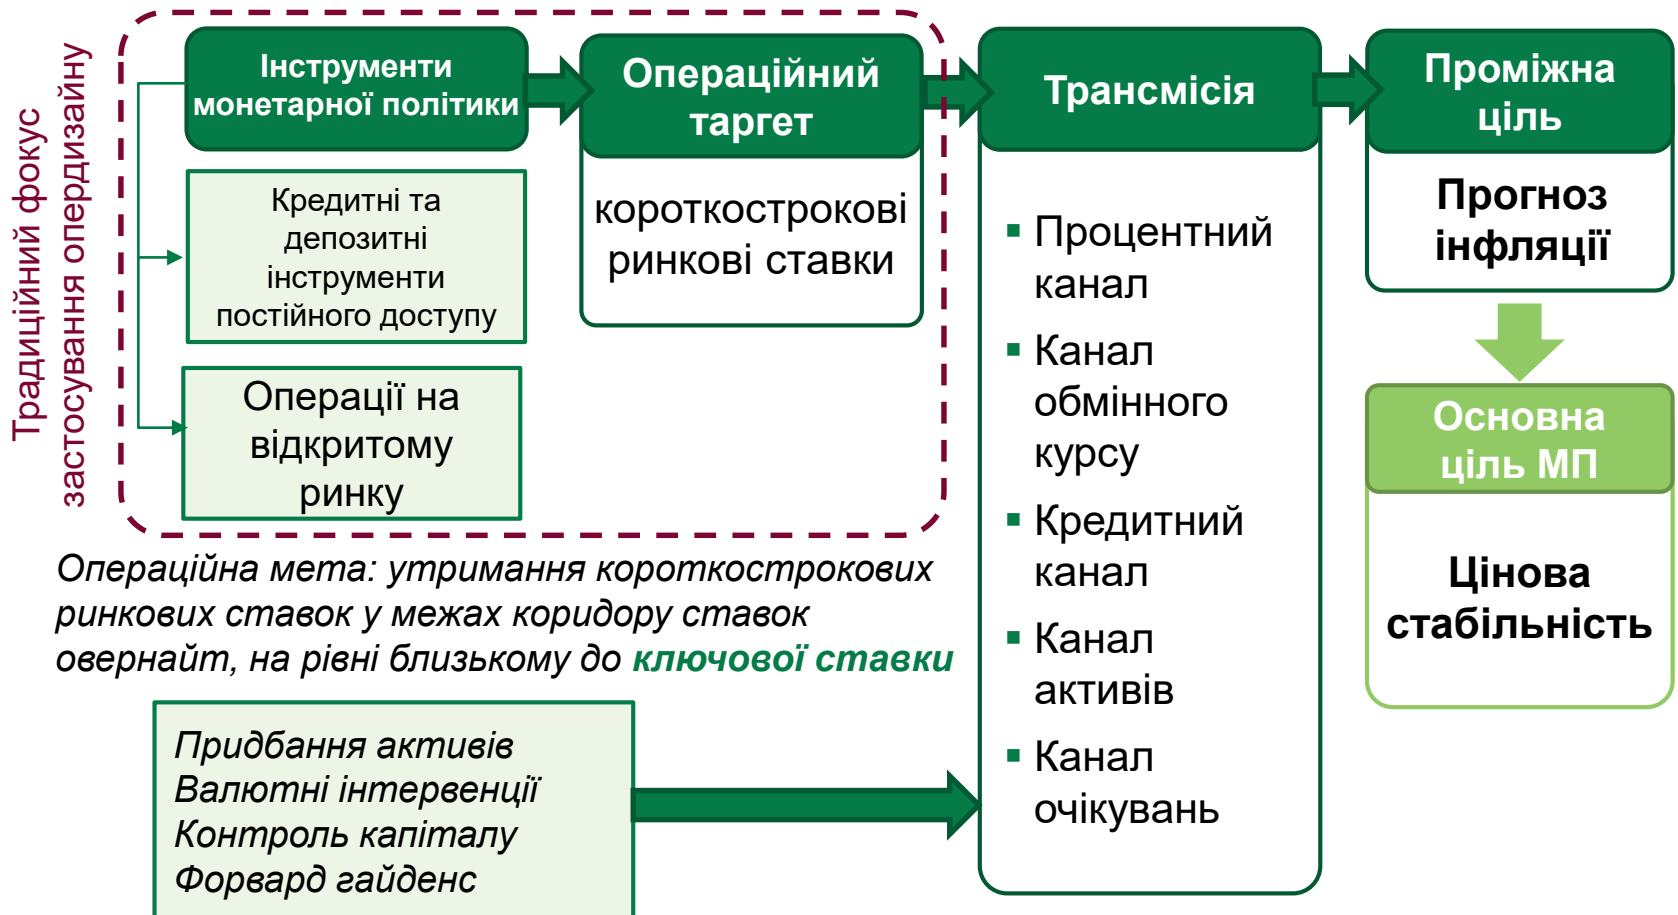 Традиційний фокус
застосування опердизайну
Інструменти
монетарної політики
Кредитні та
депозитні
інструменти
постійного доступу
Операції на
відкритому
ринку
Операційний
таргет
короткострокові
ринкові ставки
Трансмісія
▪ Процентний
канал
▪ Канал
обмінного
курсу
▪ Кредитний
канал
▪ Канал
активів
▪ Канал
очікувань
Проміжна
ціль
Прогноз
інфляції
Основна
ціль МП
Цінова
стабільність
Операційна мета: утримання короткострокових
ринкових ставок у межах коридору ставок
овернайт, на рівні близькому до ключової ставки
Придбання активів
Валютні інтервенції
Контроль капіталу
Форвард гайденс